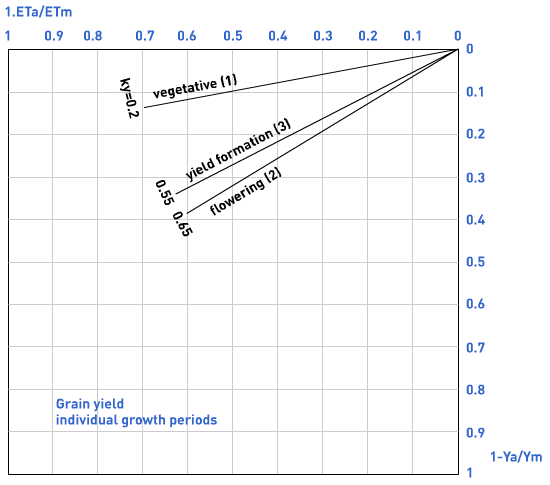 1.ETa/ETm
1 0.9 0.8 0.7 0.6 0.5 0.4 0.3 0.2 0.1 0
0
0.1
0.2
0.3
0.4
0.5
0.6
0.7
0.8
0.9
1
ky=0.2
vegetative (1)
0.55
yield formation (3)
0.65
flowering (2)
Grain yield
individual growth periods
1-Ya/Ym